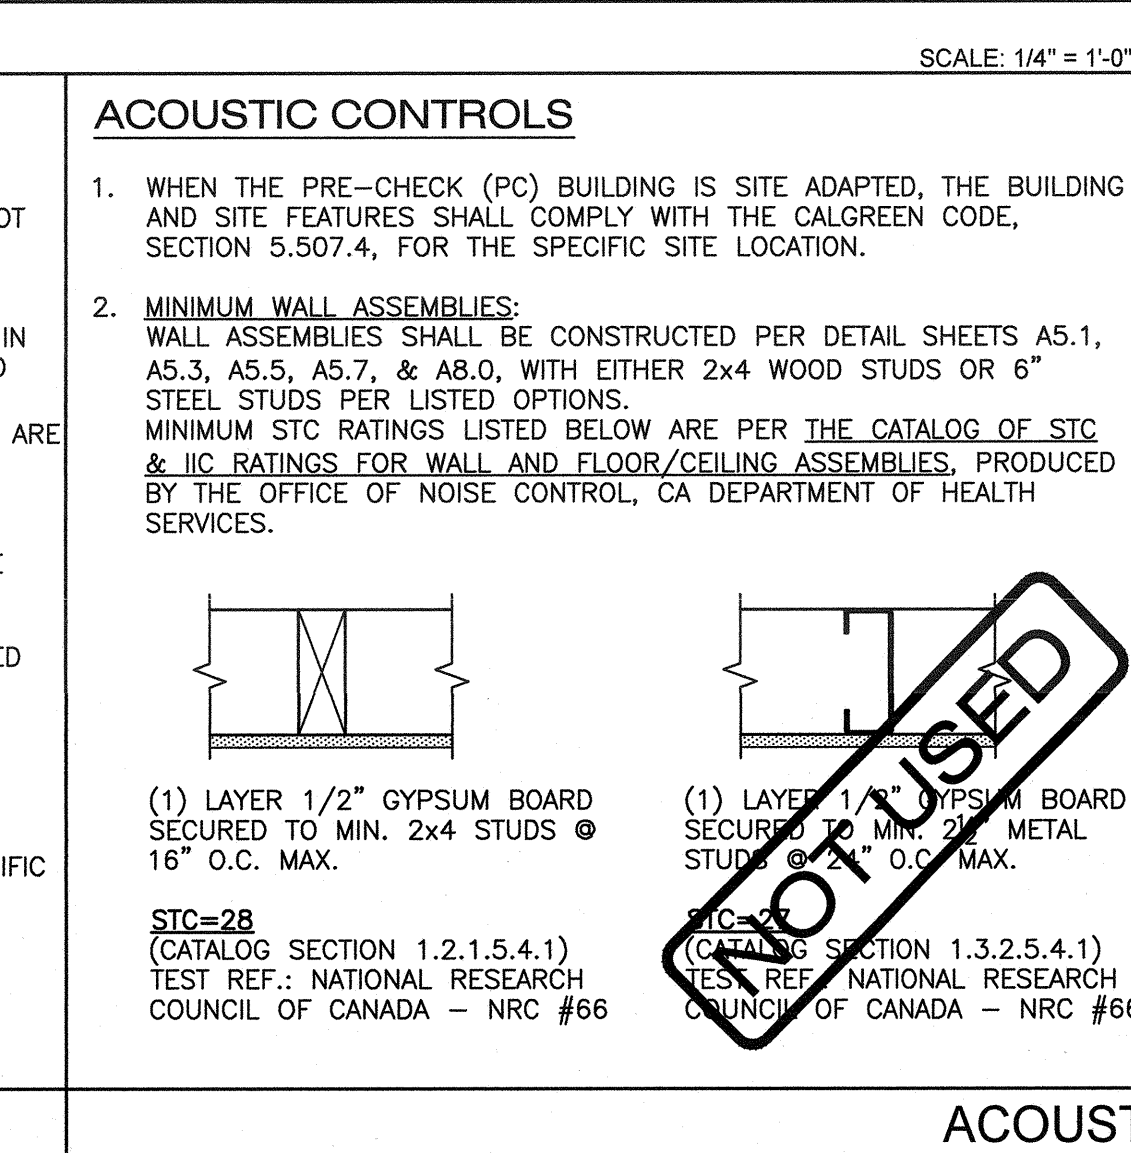 SCALE: 1/4" = 1'-0"
ACOUSTIC CONTROLS
1. WHEN THE PRE–CHECK (PC) BUILDING IS SITE ADAPTED, THE BUILDING
AND SITE FEATURES SHALL COMPLY WITH THE CALGREEN CODE,
SECTION 5.507.4, FOR THE SPECIFIC SITE LOCATION.
2. MINIMUM WALL ASSEMBLIES:
WALL ASSEMBLIES SHALL BE CONSTRUCTED PER DETAIL SHEETS A5.1,
A5.3, A5.5, A5.7, & A8.0, WITH EITHER 2x4 WOOD STUDS OR 6"
STEEL STUDS PER LISTED OPTIONS.
MINIMUM STC RATINGS LISTED BELOW ARE PER THE CATALOG OF STC
& IIC RATINGS FOR WALL AND FLOOR/CEILING ASSEMBLIES, PRODUCED
BY THE OFFICE OF NOISE CONTROL, CA DEPARTMENT OF HEALTH
SERVICES.
(1) LAYER 1/2" GYPSUM BOARD
SECURED TO MIN. 2x4 STUDS @
16" O.C. MAX.
STC=28
(CATALOG SECTION 1.2.1.5.4.1)
TEST REF.: NATIONAL RESEARCH
COUNCIL OF CANADA – NRC #66
(1) LAYER 1/2" GYPSUM BOARD
SECURED TO MIN. 2½" METAL
STUDS @ 24" O.C. MAX.
STC=27
(CATALOG SECTION 1.3.2.5.4.1)
TEST REF.: NATIONAL RESEARCH
COUNCIL OF CANADA – NRC #66
NOT USED
IN
ARE
IFIC
ACOUST